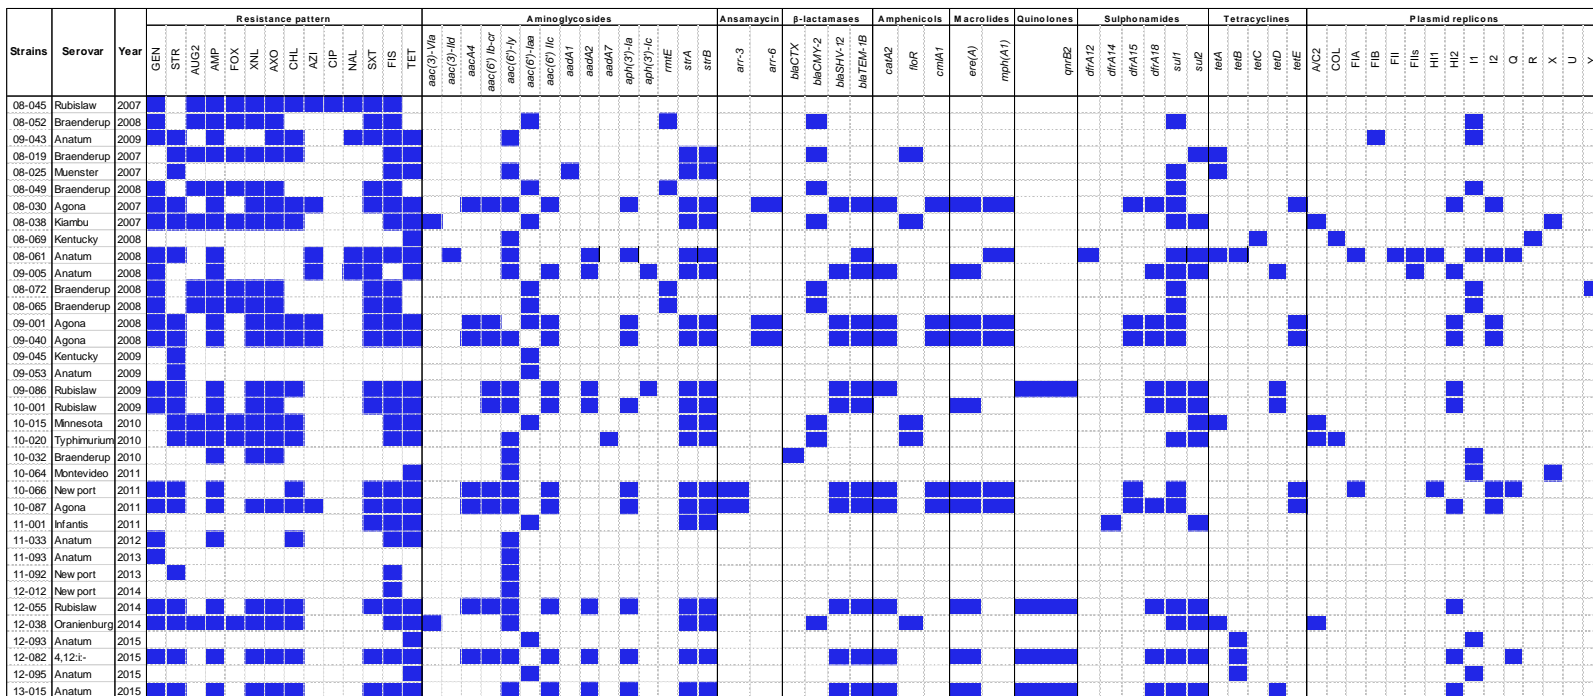 Resistance pattern Aminoglycosides Ansamaycin β-lactamases Amphenicols Macrolides Quinolones Sulphonamides Tetracyclines Plasmid replicons
Strains Serovar Year GEN STR AUG2 AMP FOX XNL AXO CHL AZI CIP NAL SXT FIS TET aac(3)-VIa aac(3)-IId aacA4 aac(6')Ib-cr aac(6')-Iy aac(6')-Iaa aac(6') IIc aadA1 aadA2 aadA7 aph(3')-Ia aph(3')-Ic rmtE strA strB arr-3 arr-6 blaCTX blaCMY-2 blaSHV-12 blaTEM-1B catA2 floR cmlA1 ere(A) mph(A1) qnrB2 dfrA12 dfrA14 dfrA15 dfrA18 sul1 sul2 tetA tetB tetC tetD tetE A/C2 COL FIA FIB FII FIIs HI1 HI2 I1 I2 Q R X U Y
08-045 Rubislaw 2007
08-052 Braenderup 2008
09-043 Anatum 2009
08-019 Braenderup 2007
08-025 Muenster 2007
08-049 Braenderup 2008
08-030 Agona 2007
08-038 Kiambu 2007
08-069 Kentucky 2008
08-061 Anatum 2008
09-005 Anatum 2008
08-072 Braenderup 2008
08-065 Braenderup 2008
09-001 Agona 2008
09-040 Agona 2008
09-045 Kentucky 2009
09-053 Anatum 2009
09-086 Rubislaw 2009
10-001 Rubislaw 2009
10-015 Minnesota 2010
10-020 Typhimurium 2010
10-032 Braenderup 2010
10-064 Montevideo 2011
10-066 New port 2011
10-087 Agona 2011
11-001 Infantis 2011
11-033 Anatum 2012
11-093 Anatum 2013
11-092 New port 2013
12-012 New port 2014
12-055 Rubislaw 2014
12-038 Oranienburg 2014
12-093 Anatum 2015
12-082 4,12:i:- 2015
12-095 Anatum 2015
13-015 Anatum 2015